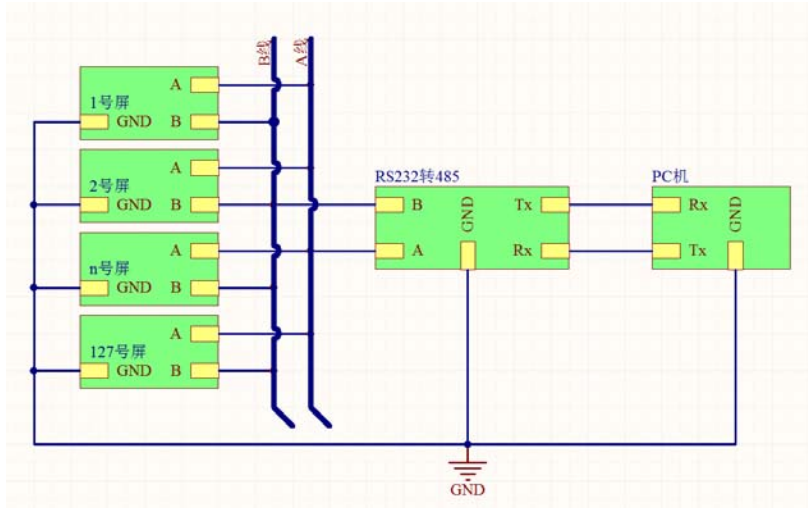 B线
A线
A
1号屏
GND B
A
2号屏
GND B
A
n号屏
GND B
A
127号屏
GND B
RS232转485
B GND Tx
A Rx
PC机
Rx GND
Tx
GND